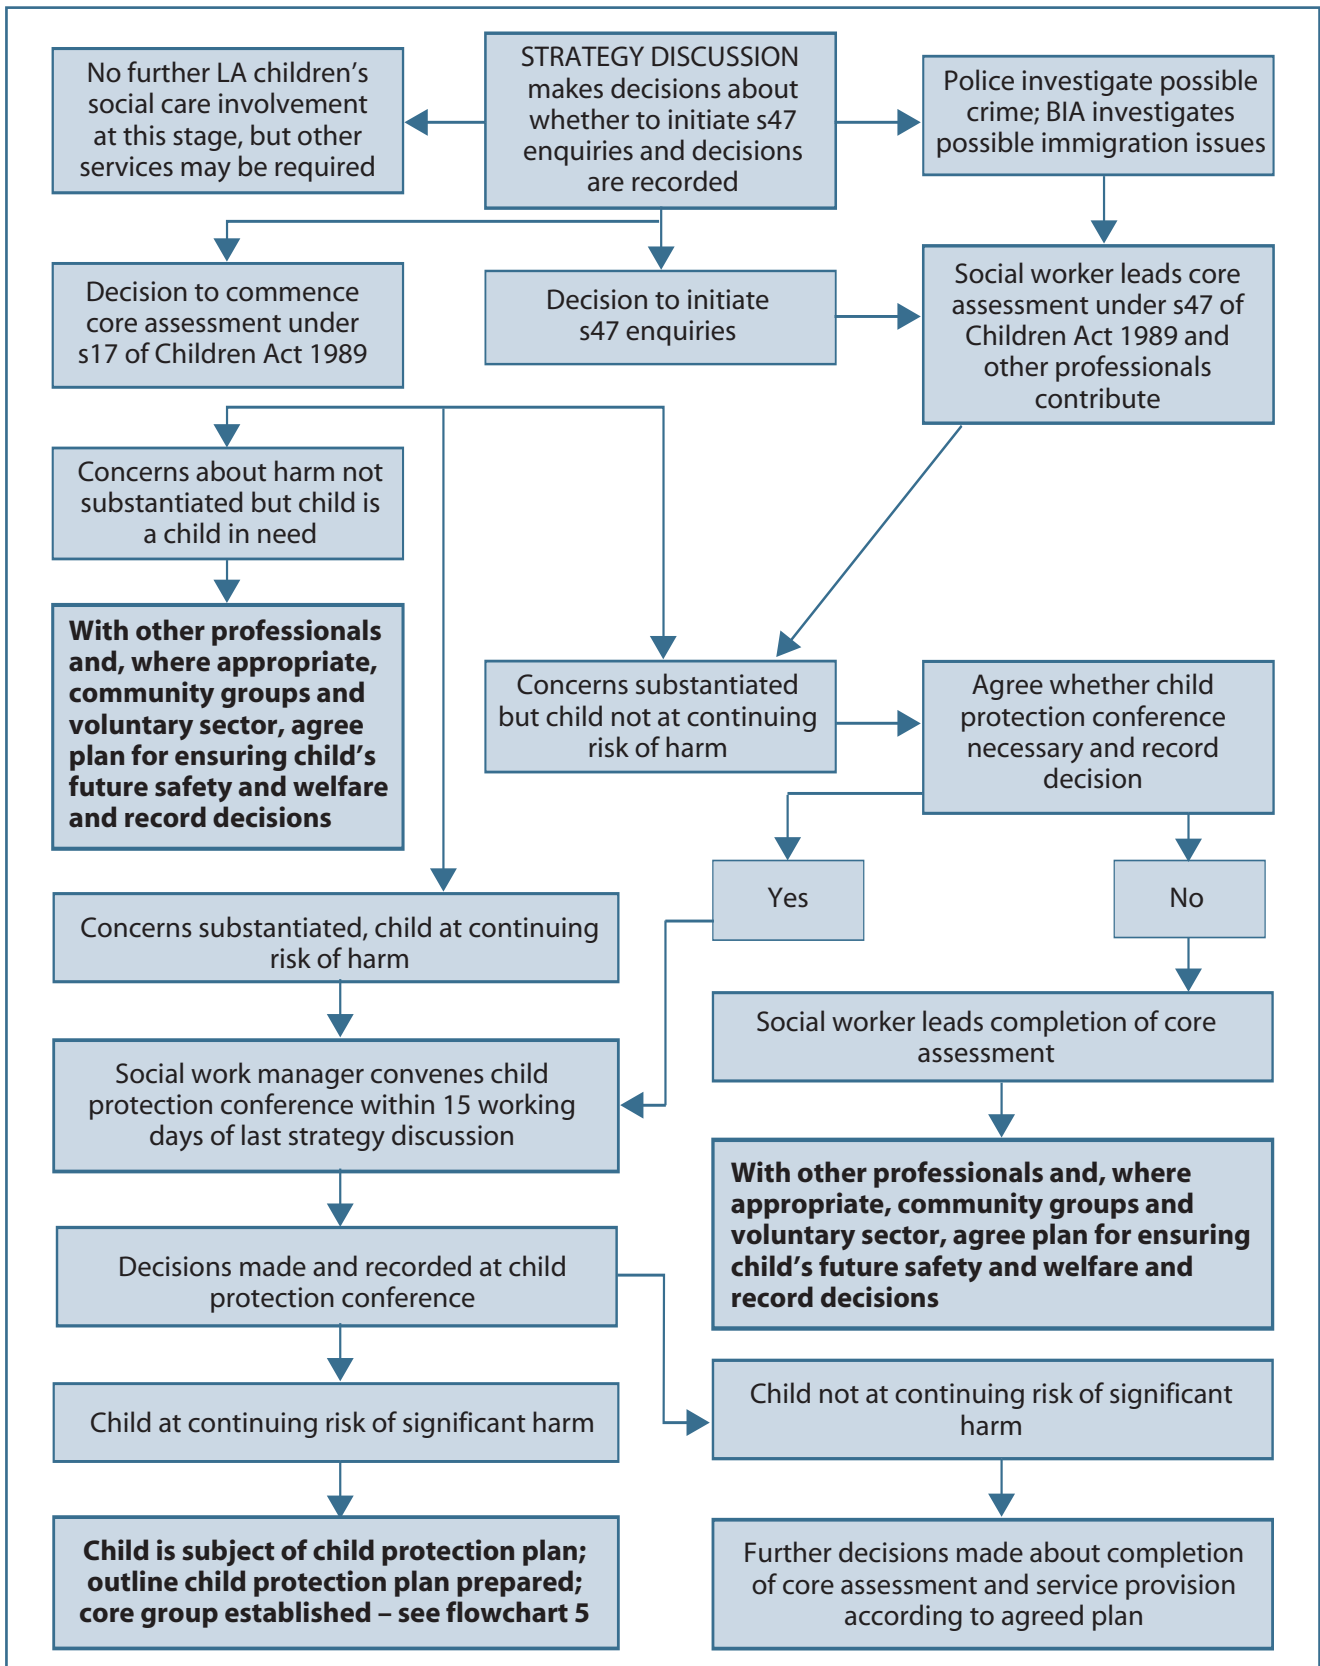 No further LA children’s
social care involvement
at this stage, but other
services may be required
STRATEGY DISCUSSION
makes decisions about
whether to initiate s47
enquiries and decisions
are recorded
Police investigate possible
crime; BIA investigates
possible immigration issues
Decision to commence
core assessment under
s17 of Children Act 1989
Decision to initiate
s47 enquiries
Social worker leads core
assessment under s47 of
Children Act 1989 and
other professionals
contribute
Concerns about harm not
substantiated but child is
a child in need
With other professionals
and, where appropriate,
community groups and
voluntary sector, agree
plan for ensuring child’s
future safety and welfare
and record decisions
Concerns substantiated
but child not at continuing
risk of harm
Agree whether child
protection conference
necessary and record
decision
Yes
No
Concerns substantiated, child at continuing
risk of harm
Social worker leads completion of core
assessment
Social work manager convenes child
protection conference within 15 working
days of last strategy discussion
With other professionals and, where
appropriate, community groups and
voluntary sector, agree plan for ensuring
child’s future safety and welfare and
record decisions
Decisions made and recorded at child
protection conference
Child at continuing risk of significant harm
Child not at continuing risk of significant
harm
Child is subject of child protection plan;
outline child protection plan prepared;
core group established – see flowchart 5
Further decisions made about completion
of core assessment and service provision
according to agreed plan